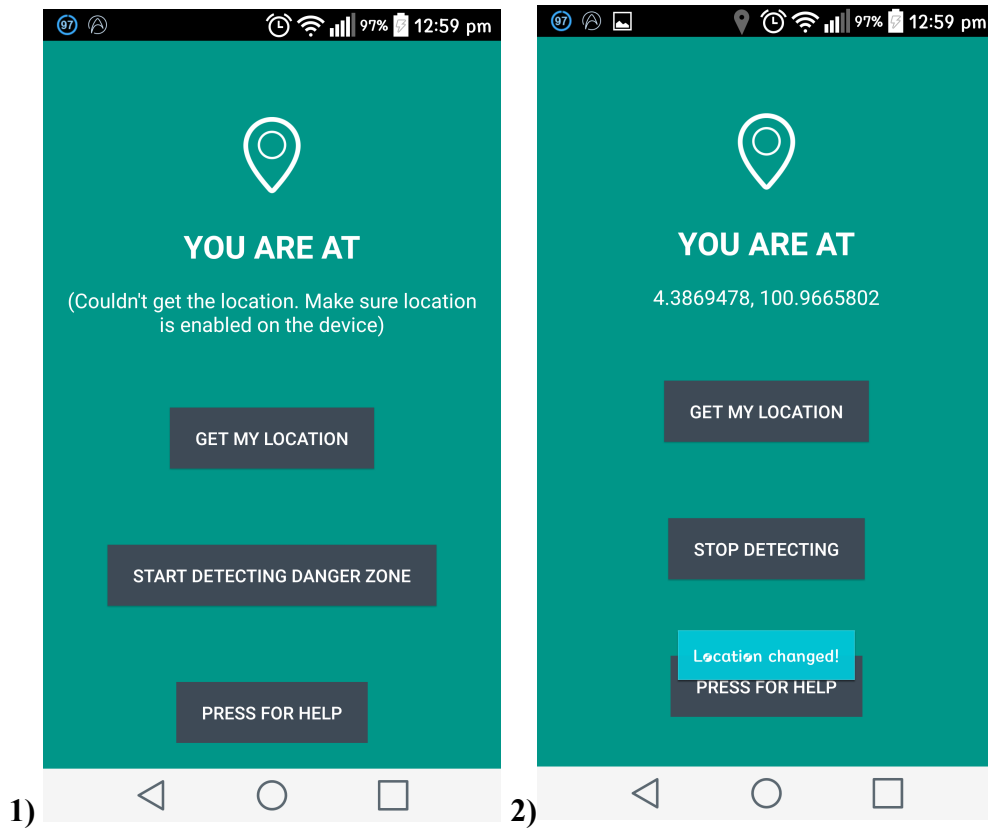 97 97% 12:59 pm
YOU ARE AT
(Couldn't get the location. Make sure location
is enabled on the device)
GET MY LOCATION
START DETECTING DANGER ZONE
PRESS FOR HELP
1)
97 97% 12:59 pm
YOU ARE AT
4.3869478, 100.9665802
GET MY LOCATION
STOP DETECTING
Location changed!
PRESS FOR HELP
2)